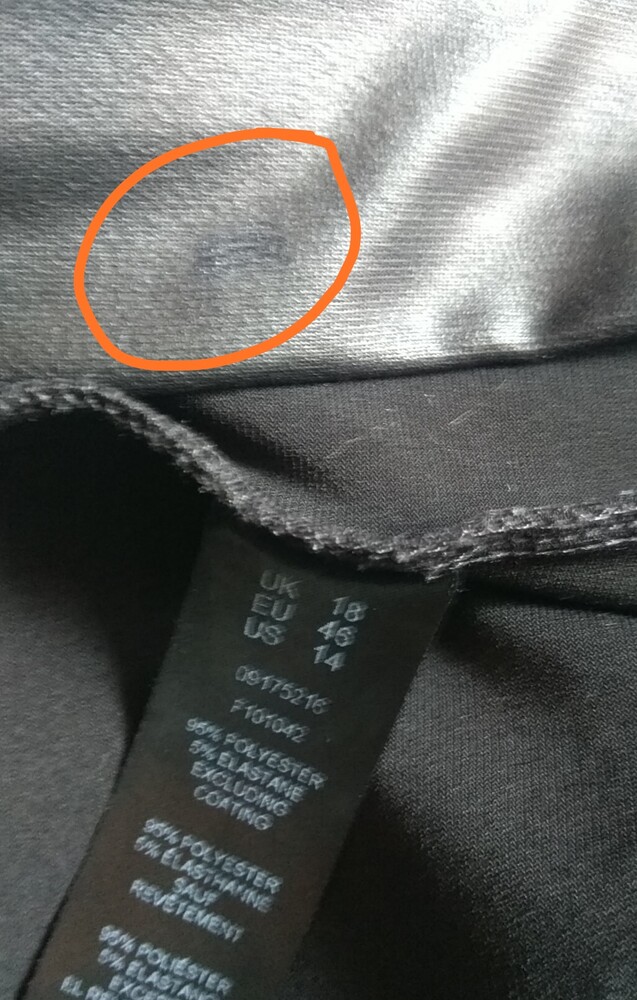 UK 18
EU 46
US 14
09175216
F101042
95% POLYESTER
5% ELASTANE
EXCLUDING
COATING
95% POLYESTER
5% ELASTHANNE
SAUF
REVÊTEMENT
95% POLIÉSTER
5% ELASTAN